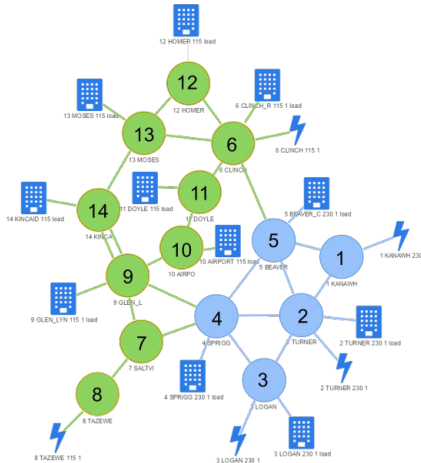 12 HOMER 115 load
12
12 HOMER
13 MOSES 115 load
6 CLINCH_R 115 1 load
13
13 MOSES
6
6 CLINCH
6 CLINCH 115 1
14 KINCAID 115 load
11 DOYLE 115 load
11
DOYLE
5 BEAVER_C 230 1 load
14
14 KINCA
10
10 AIRPO
10 AIRPORT 115 load
5
5 BEAVER
1
1 KANAWH
1 KANAWH 230
9
9 GLEN_L
9 GLEN_LYN 115 1 load
4
4 SPRIGG
2
2 TURNER
2 TURNER 230 1 load
7
7 SALTVI
4 SPRIGG 230 1 load
3
3 LOGAN
2 TURNER 230 1
8
8 TAZEWE
8 TAZEWE 115 1
3 LOGAN 230 1
3 LOGAN 230 1 load